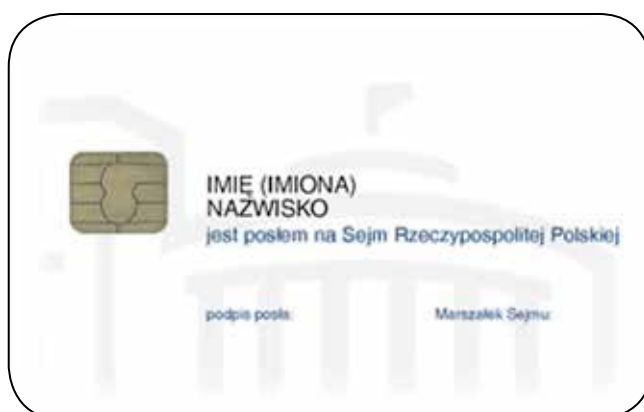 IMIĘ (IMIONA)
NAZWISKO
jest posłem na Sejm Rzeczypospolitej Polskiej
podpis posła: Marszałek Sejmu: